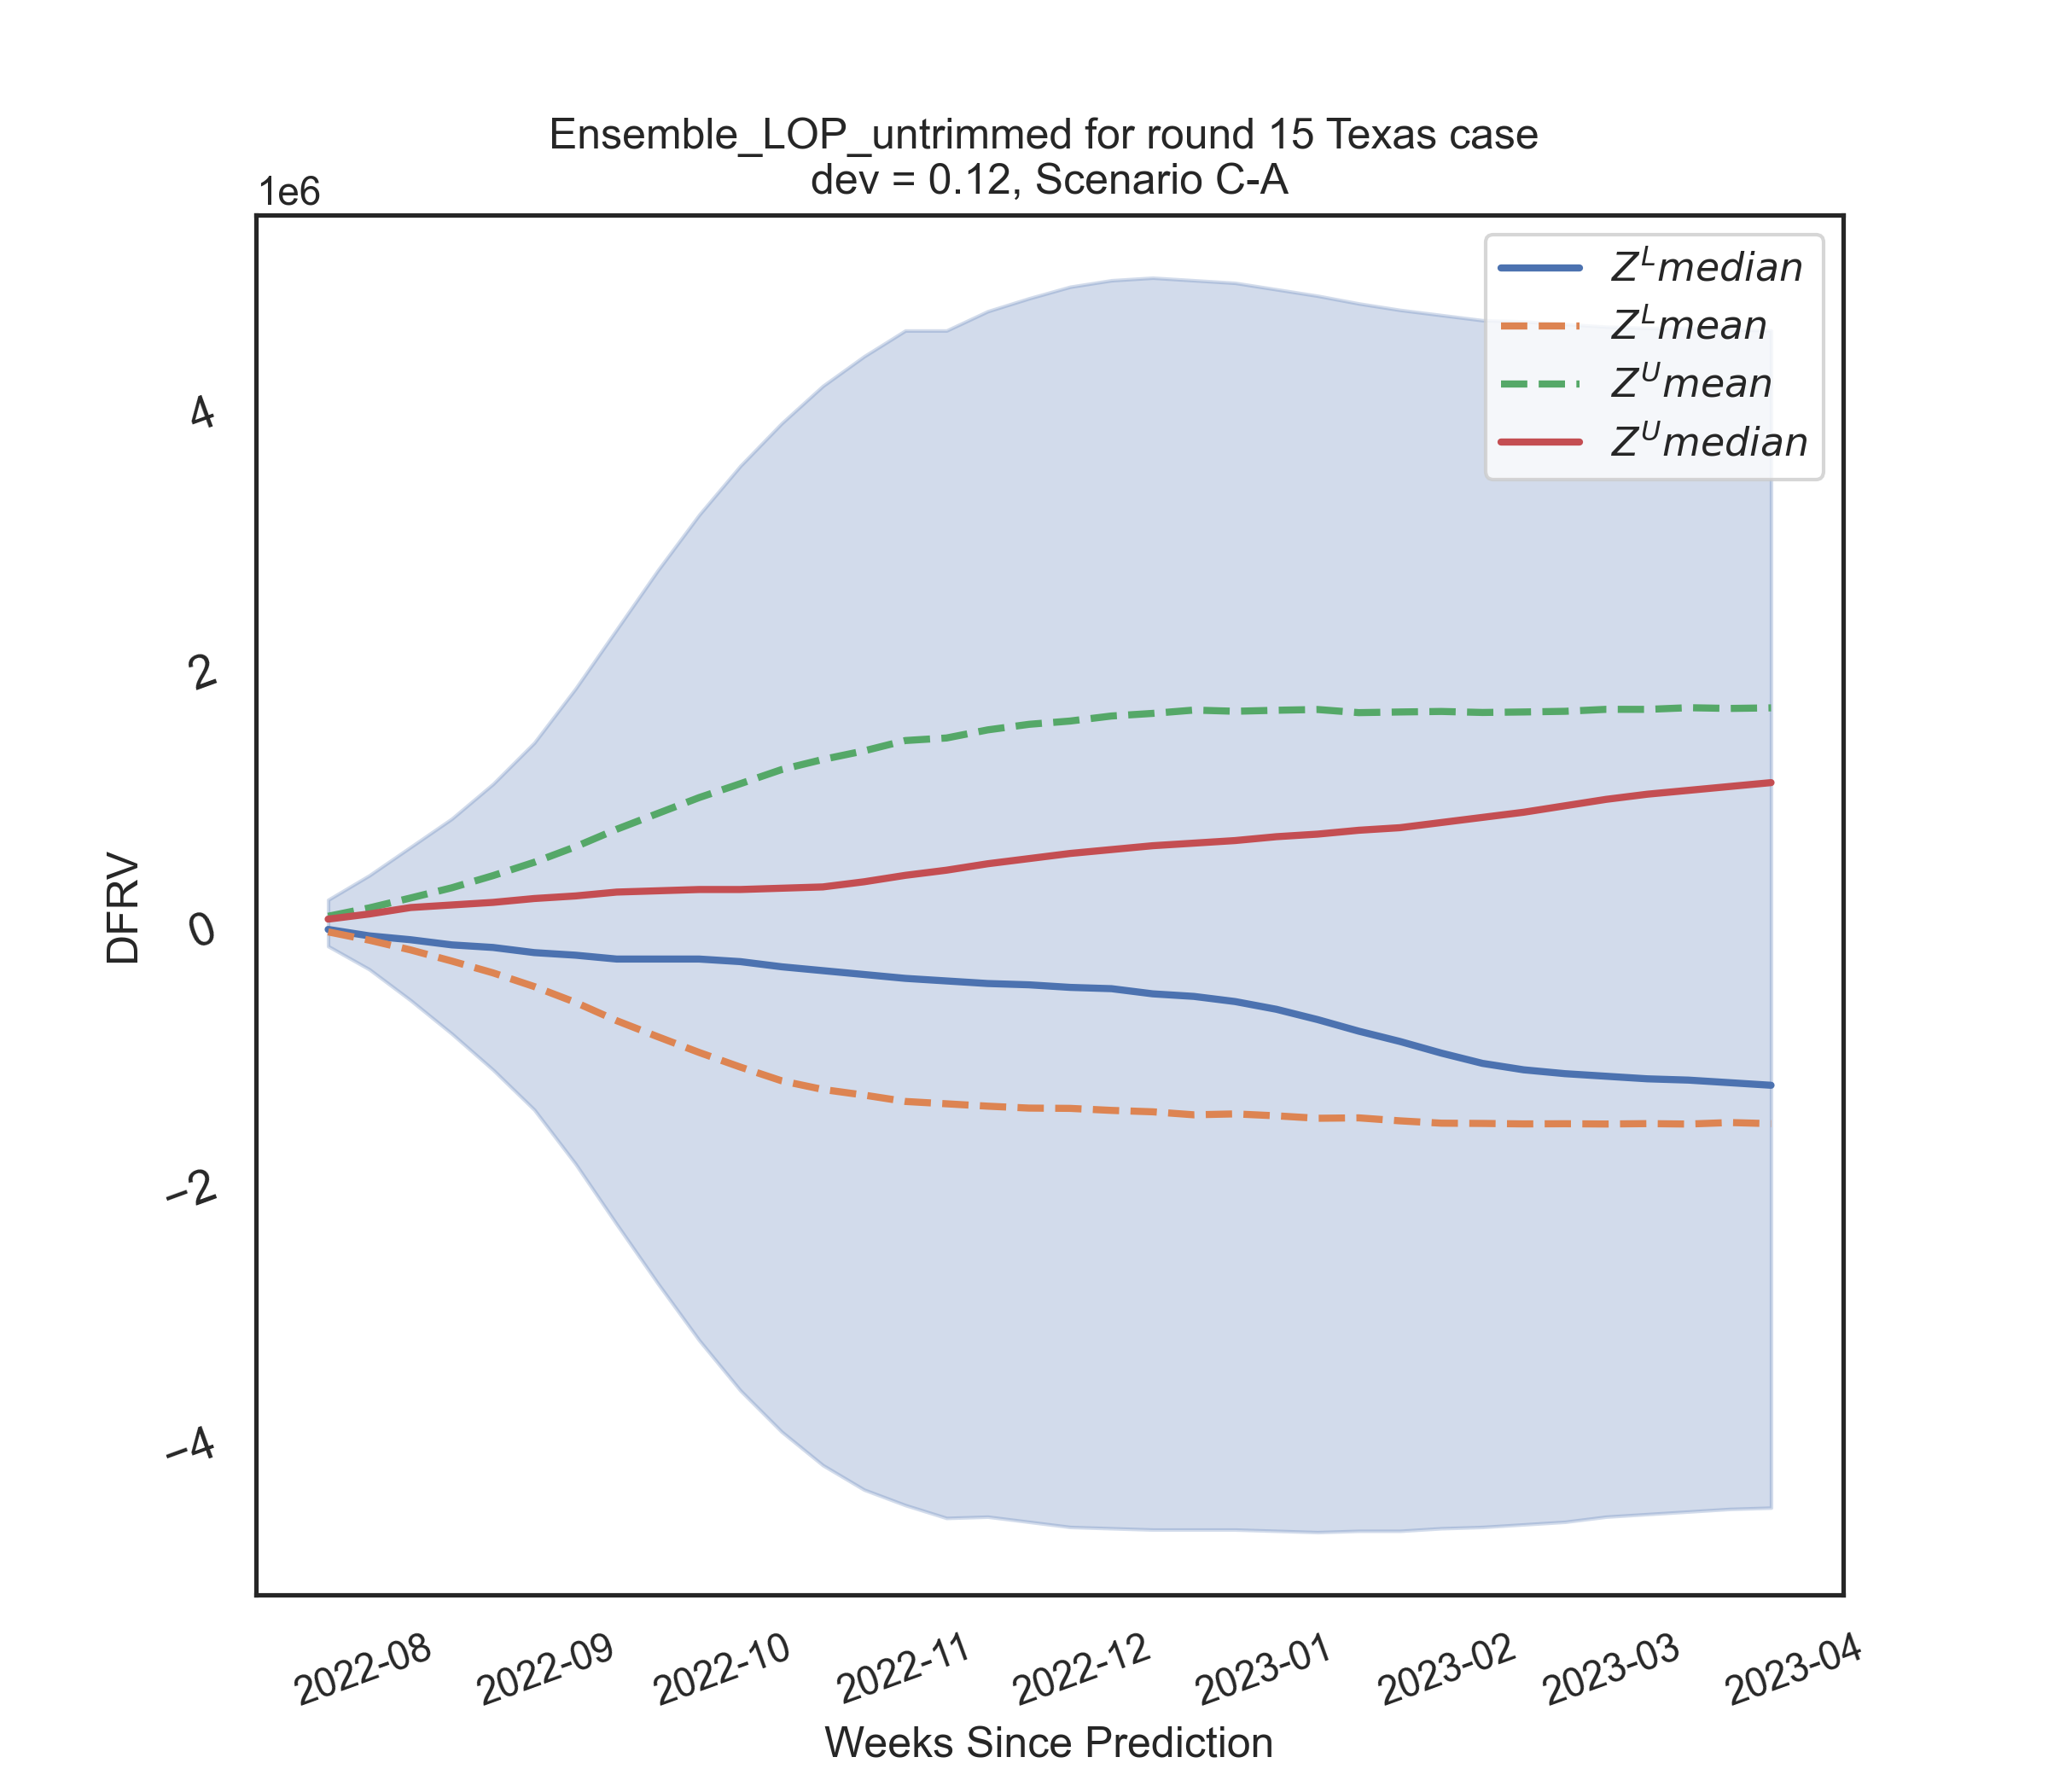 Ensemble_LOP_untrimmed for round 15 Texas case
dev = 0.12, Scenario C-A
1e6
Z^L median
Z^L mean
Z^U mean
Z^U median
4
2
0
−2
−4
DFRV
2022-08
2022-09
2022-10
2022-11
2022-12
2023-01
2023-02
2023-03
2023-04
Weeks Since Prediction